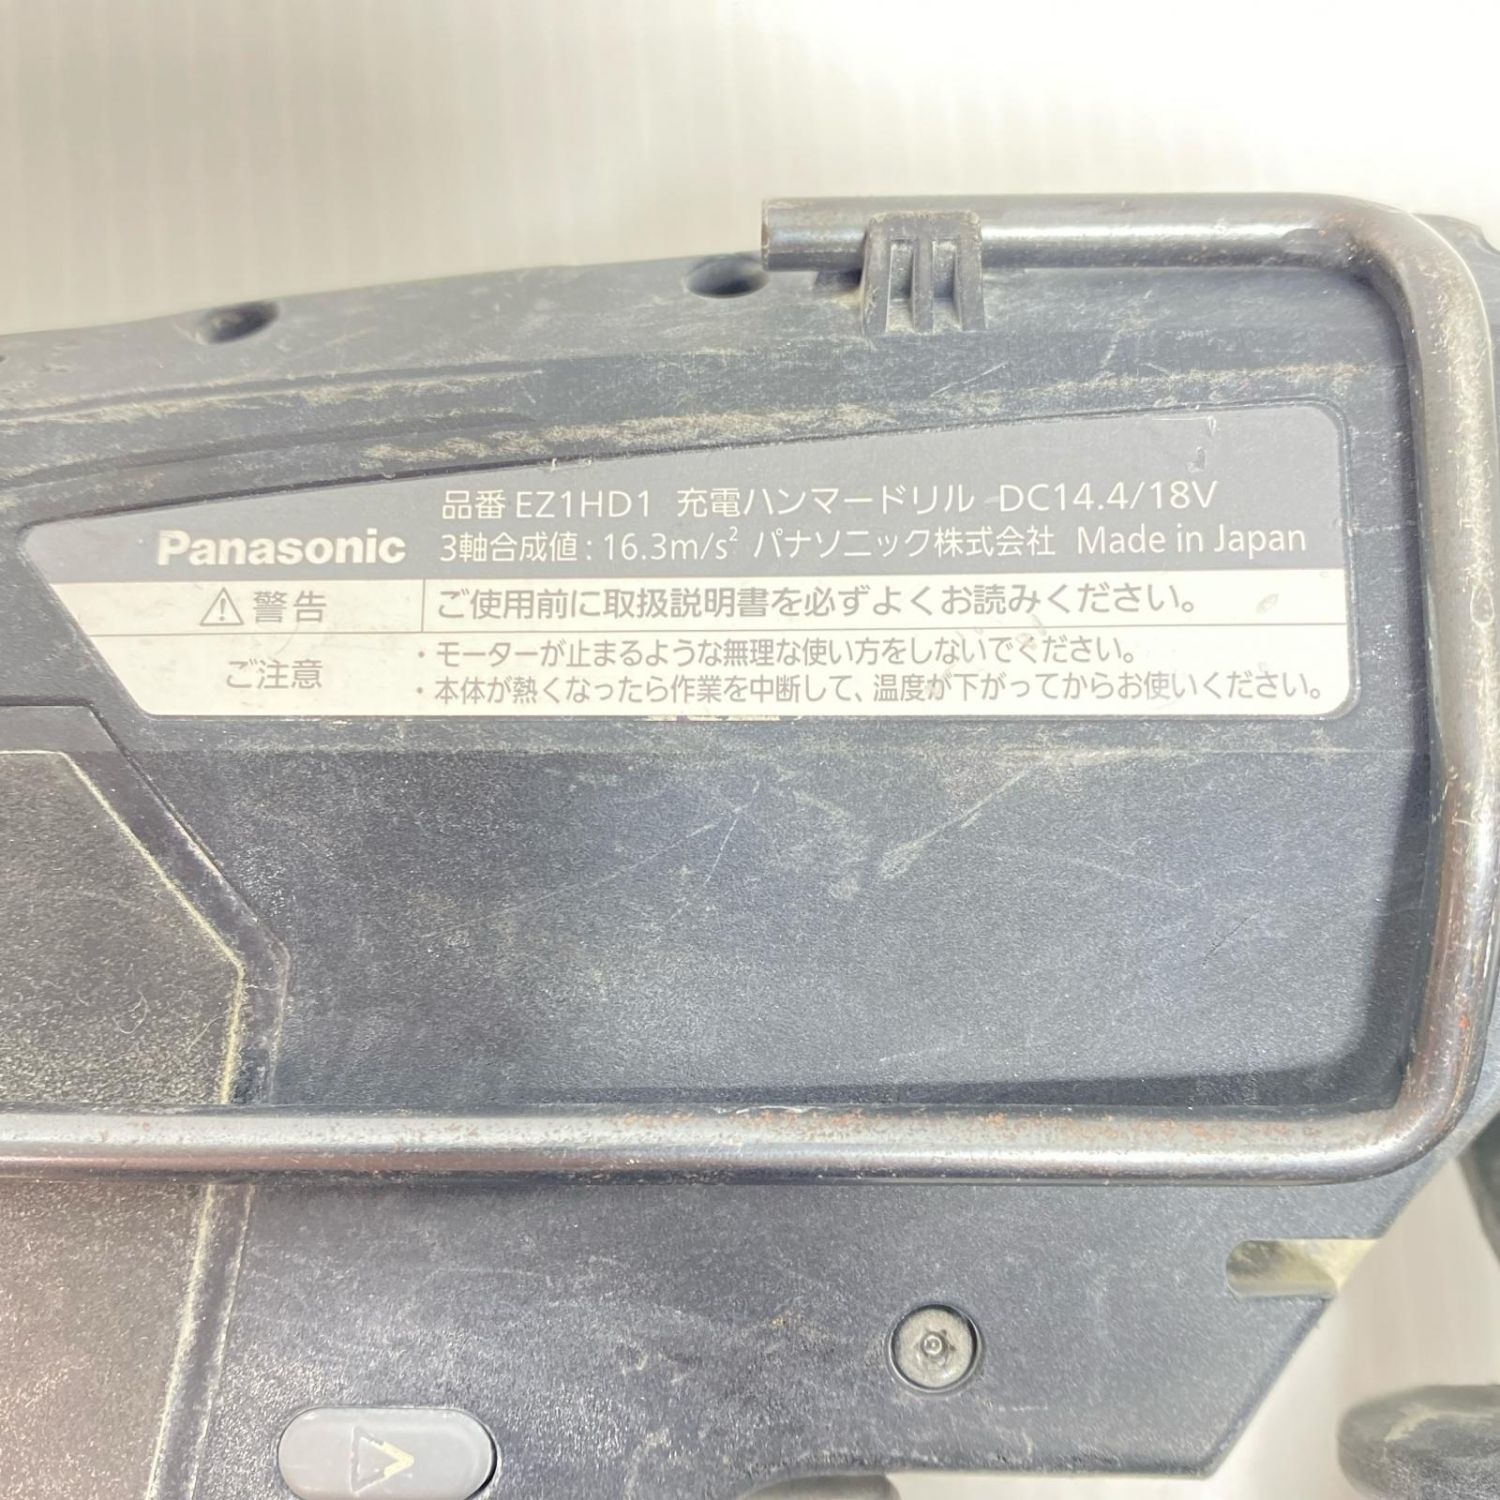 品番 EZ1HD1 充電ハンマードリル DC14.4/18V
Panasonic 3軸合成値:16.3m/s² パナソニック株式会社 Made in Japan
⚠警告 ご使用前に取扱説明書を必ずよくお読みください。
ご注意 ・モーターが止まるような無理な使い方をしないでください。
・本体が熱くなったら作業を中断して、温度が下がってからお使いください。